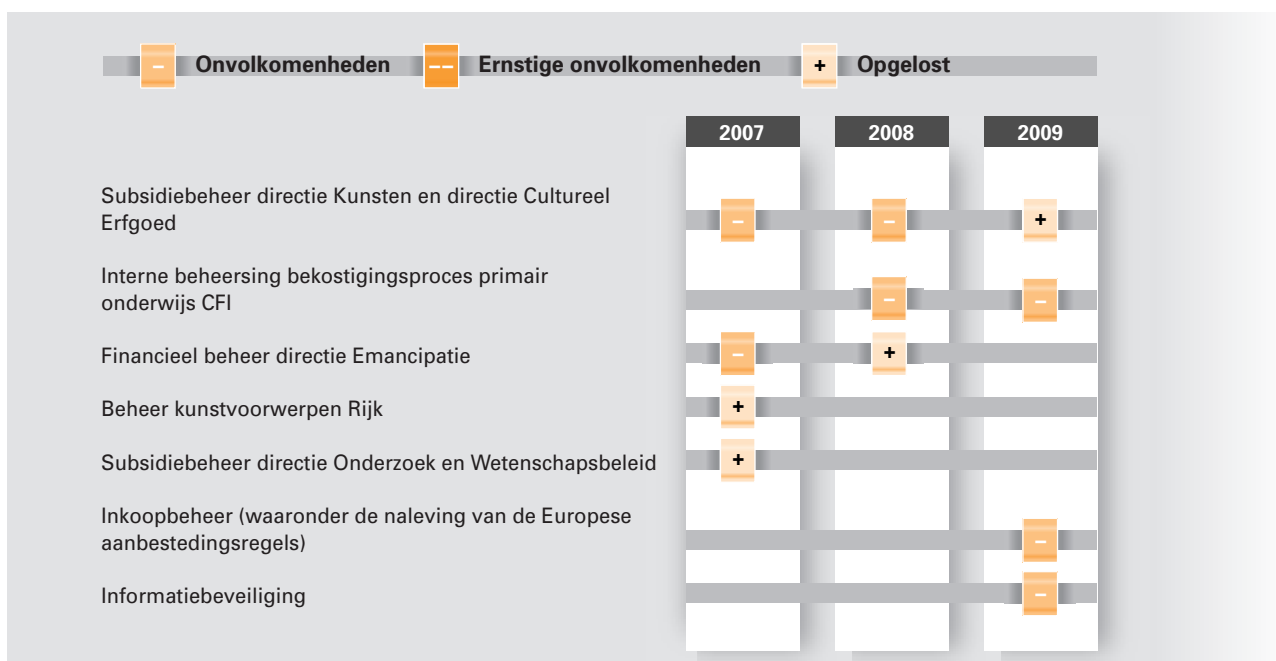 – Onvolkomenheden –– Ernstige onvolkomenheden + Opgelost
2007 2008 2009
Subsidiebeheer directie Kunsten en directie Cultureel
Erfgoed
– – +
Interne beheersing bekostigingsproces primair
onderwijs CFI
– –
Financieel beheer directie Emancipatie – +
Beheer kunstvoorwerpen Rijk +
Subsidiebeheer directie Onderzoek en Wetenschapsbeleid +
Inkoopbeheer (waaronder de naleving van de Europese
aanbestedingsregels) –
Informatiebeveiliging –